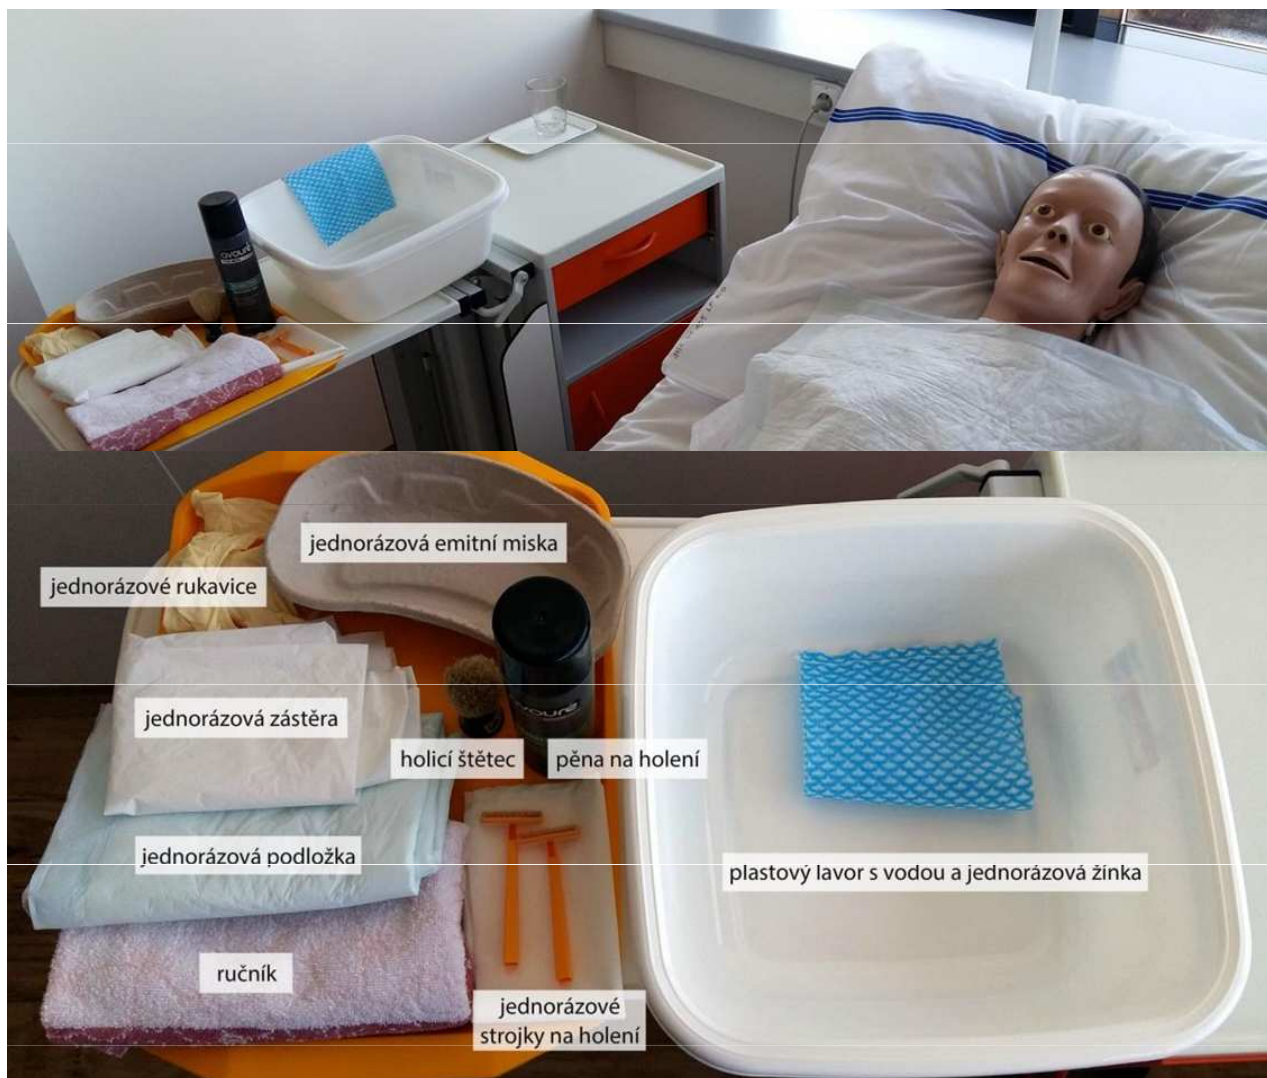 avouré
jednorázová emitní miska
jednorázové rukavice
jednorázová zástěra
holicí štětec
pěna na holení
jednorázová podložka
plastový lavor s vodou a jednorázová žínka
ručník
jednorázové
strojky na holení